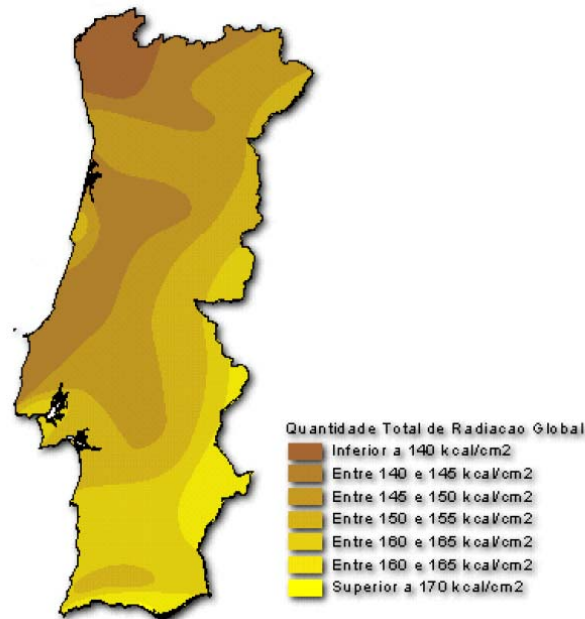 Quantidade Total de Radiacao Global
Inferior a 140 kcal/cm2
Entre 140 e 145 kcal/cm2
Entre 145 e 150 kcal/cm2
Entre 150 e 155 kcal/cm2
Entre 160 e 165 kcal/cm2
Entre 160 e 165 kcal/cm2
Superior a 170 kcal/cm2